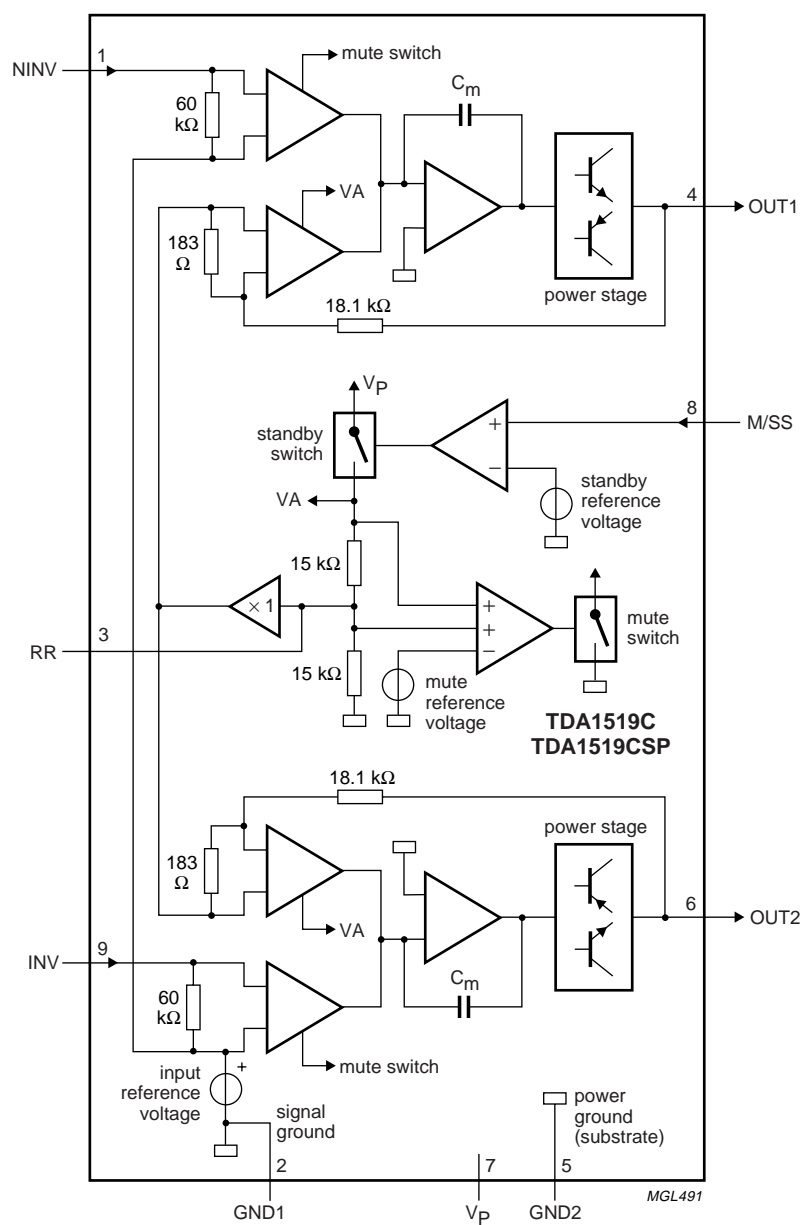 1
mute switch
NINV
C
m
60
kΩ
VA
4
OUT1
183
Ω
power stage
18.1 kΩ
V
P
8
M/SS
standby
switch
+
−
standby
reference
voltage
VA
15 kΩ
× 1
+
+
−
mute
switch
3
RR
15 kΩ
mute
reference
voltage
TDA1519C
TDA1519CSP
18.1 kΩ
power stage
183
Ω
VA
6
OUT2
9
INV
C
m
60
kΩ
mute switch
input
reference
voltage
+
signal
ground
power
ground
(substrate)
2
7
5
MGL491
GND1
V
P
GND2